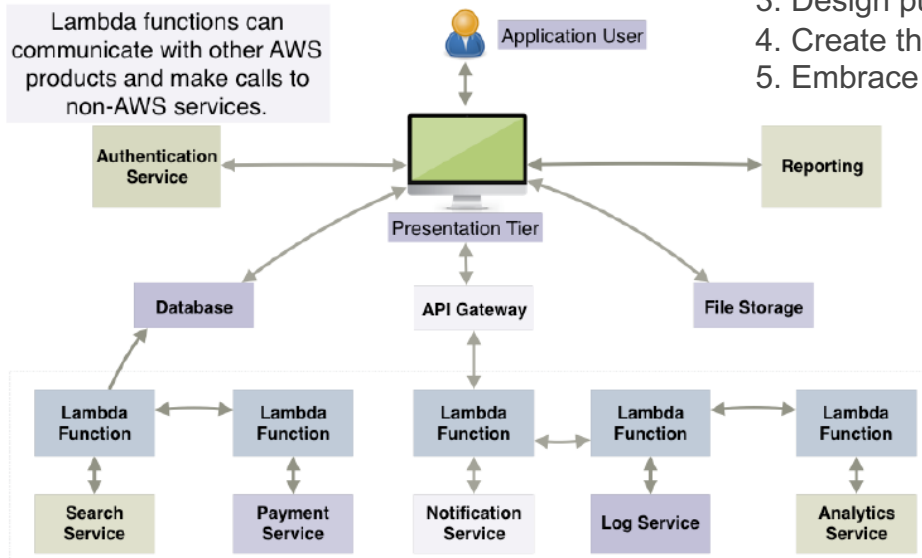 Lambda functions can
communicate with other AWS
products and make calls to
non-AWS services.
3. Design
4. Create
5. Embrace
Application User
Authentication
Service
Reporting
Presentation Tier
Database
API Gateway
File Storage
Lambda
Function
Lambda
Function
Lambda
Function
Lambda
Function
Lambda
Function
Search
Service
Payment
Service
Notification
Service
Log Service
Analytics
Service